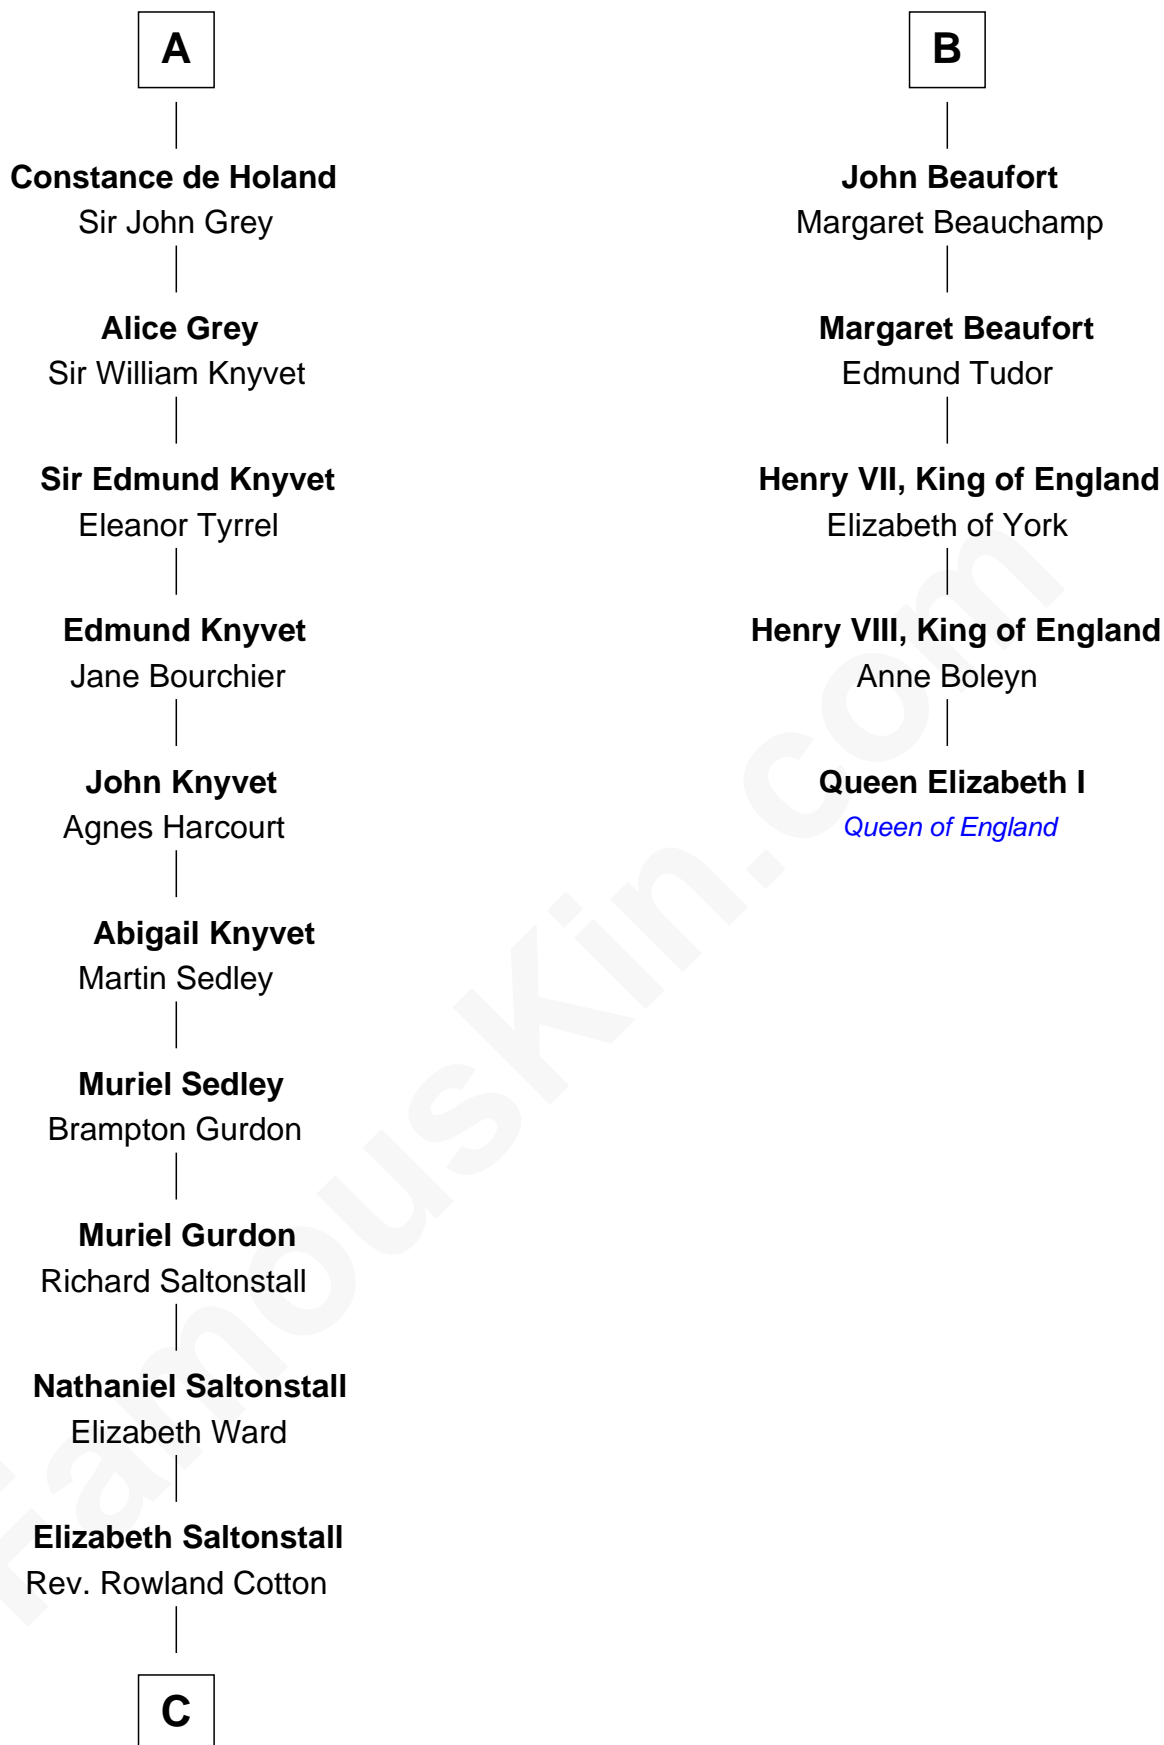 A
Constance de Holand
Sir John Grey
Alice Grey
Sir William Knyvet
Sir Edmund Knyvet
Eleanor Tyrrel
Edmund Knyvet
Jane Bourchier
John Knyvet
Agnes Harcourt
Abigail Knyvet
Martin Sedley
Muriel Sedley
Brampton Gurdon
Muriel Gurdon
Richard Saltonstall
Nathaniel Saltonstall
Elizabeth Ward
Elizabeth Saltonstall
Rev. Rowland Cotton
C
B
John Beaufort
Margaret Beauchamp
Margaret Beaufort
Edmund Tudor
Henry VII, King of England
Elizabeth of York
Henry VIII, King of England
Anne Boleyn
Queen Elizabeth I
Queen of England
FamousKin.com